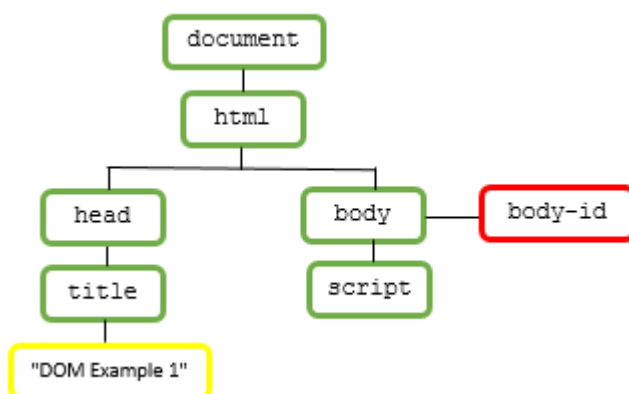 document
html
head
body
body-id
title
script
"DOM Example 1"